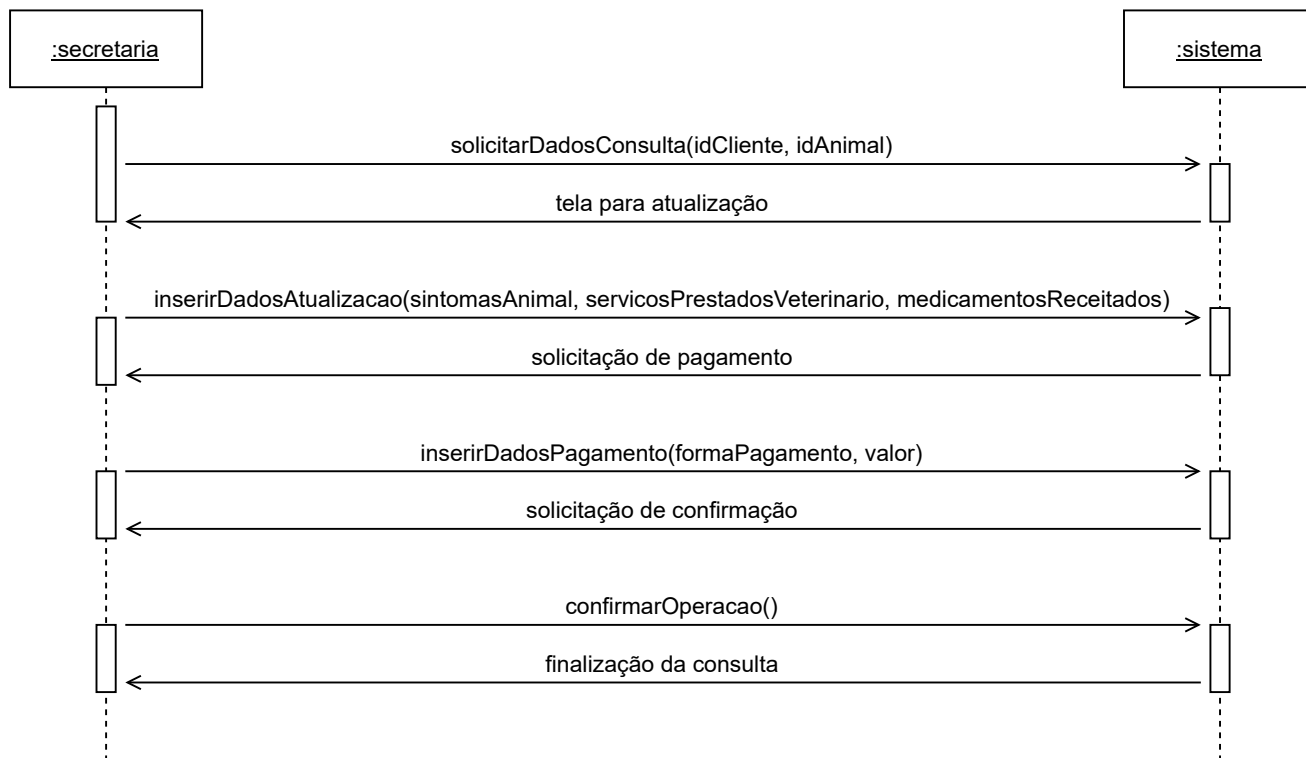 :secretaria
:sistema
solicitarDadosConsulta(idCliente, idAnimal)
tela para atualização
inserirDadosAtualizacao(sintomasAnimal, servicosPrestadosVeterinario, medicamentosReceitados)
solicitação de pagamento
inserirDadosPagamento(formaPagamento, valor)
solicitação de confirmação
confirmarOperacao()
finalização da consulta